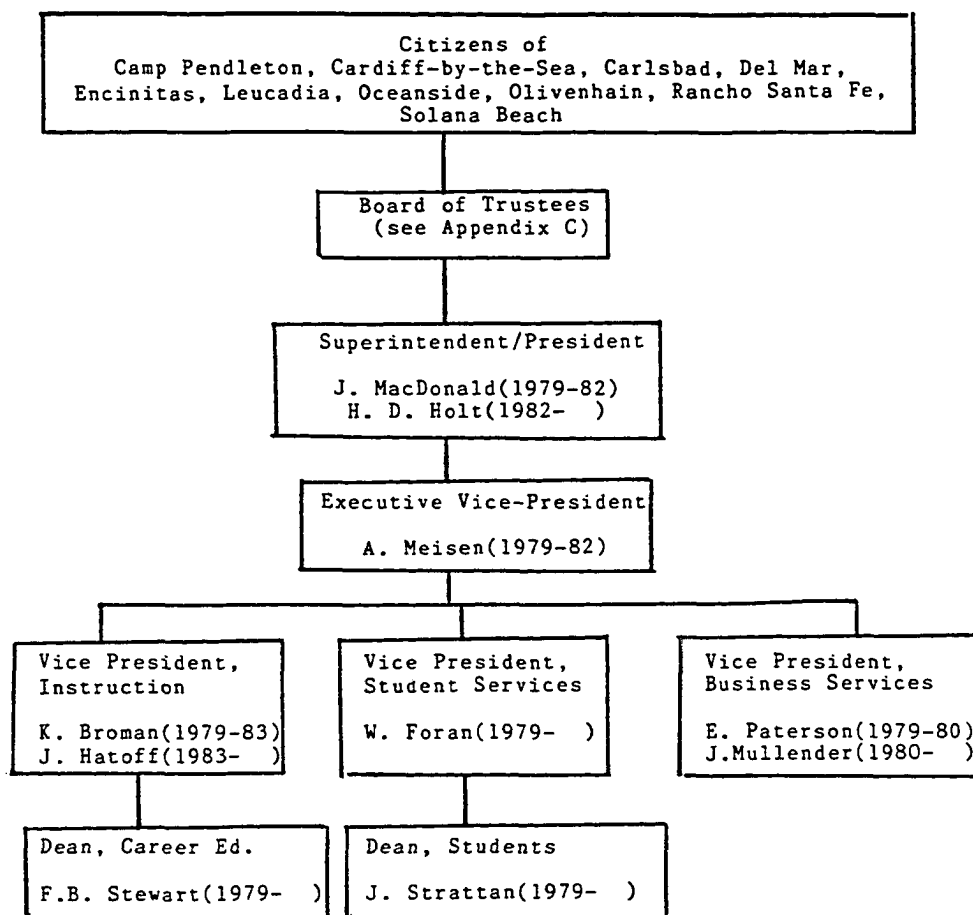 Citizens of
Camp Pendleton, Cardiff-by-the-Sea, Carlsbad, Del Mar,
Encinitas, Leucadia, Oceanside, Olivenhain, Rancho Santa Fe,
Solana Beach
Board of Trustees
(see Appendix C)
Superintendent/President
J. MacDonald(1979-82)
H. D. Holt(1982-  )
Executive Vice-President
A. Meisen(1979-82)
Vice President,
Instruction
K. Broman(1979-83)
J. Hatoff(1983-  )
Vice President,
Student Services
W. Foran(1979-  )
Vice President,
Business Services
E. Paterson(1979-80)
J.Mullender(1980-  )
Dean, Career Ed.
F.B. Stewart(1979-  )
Dean, Students
J. Strattan(1979-  )